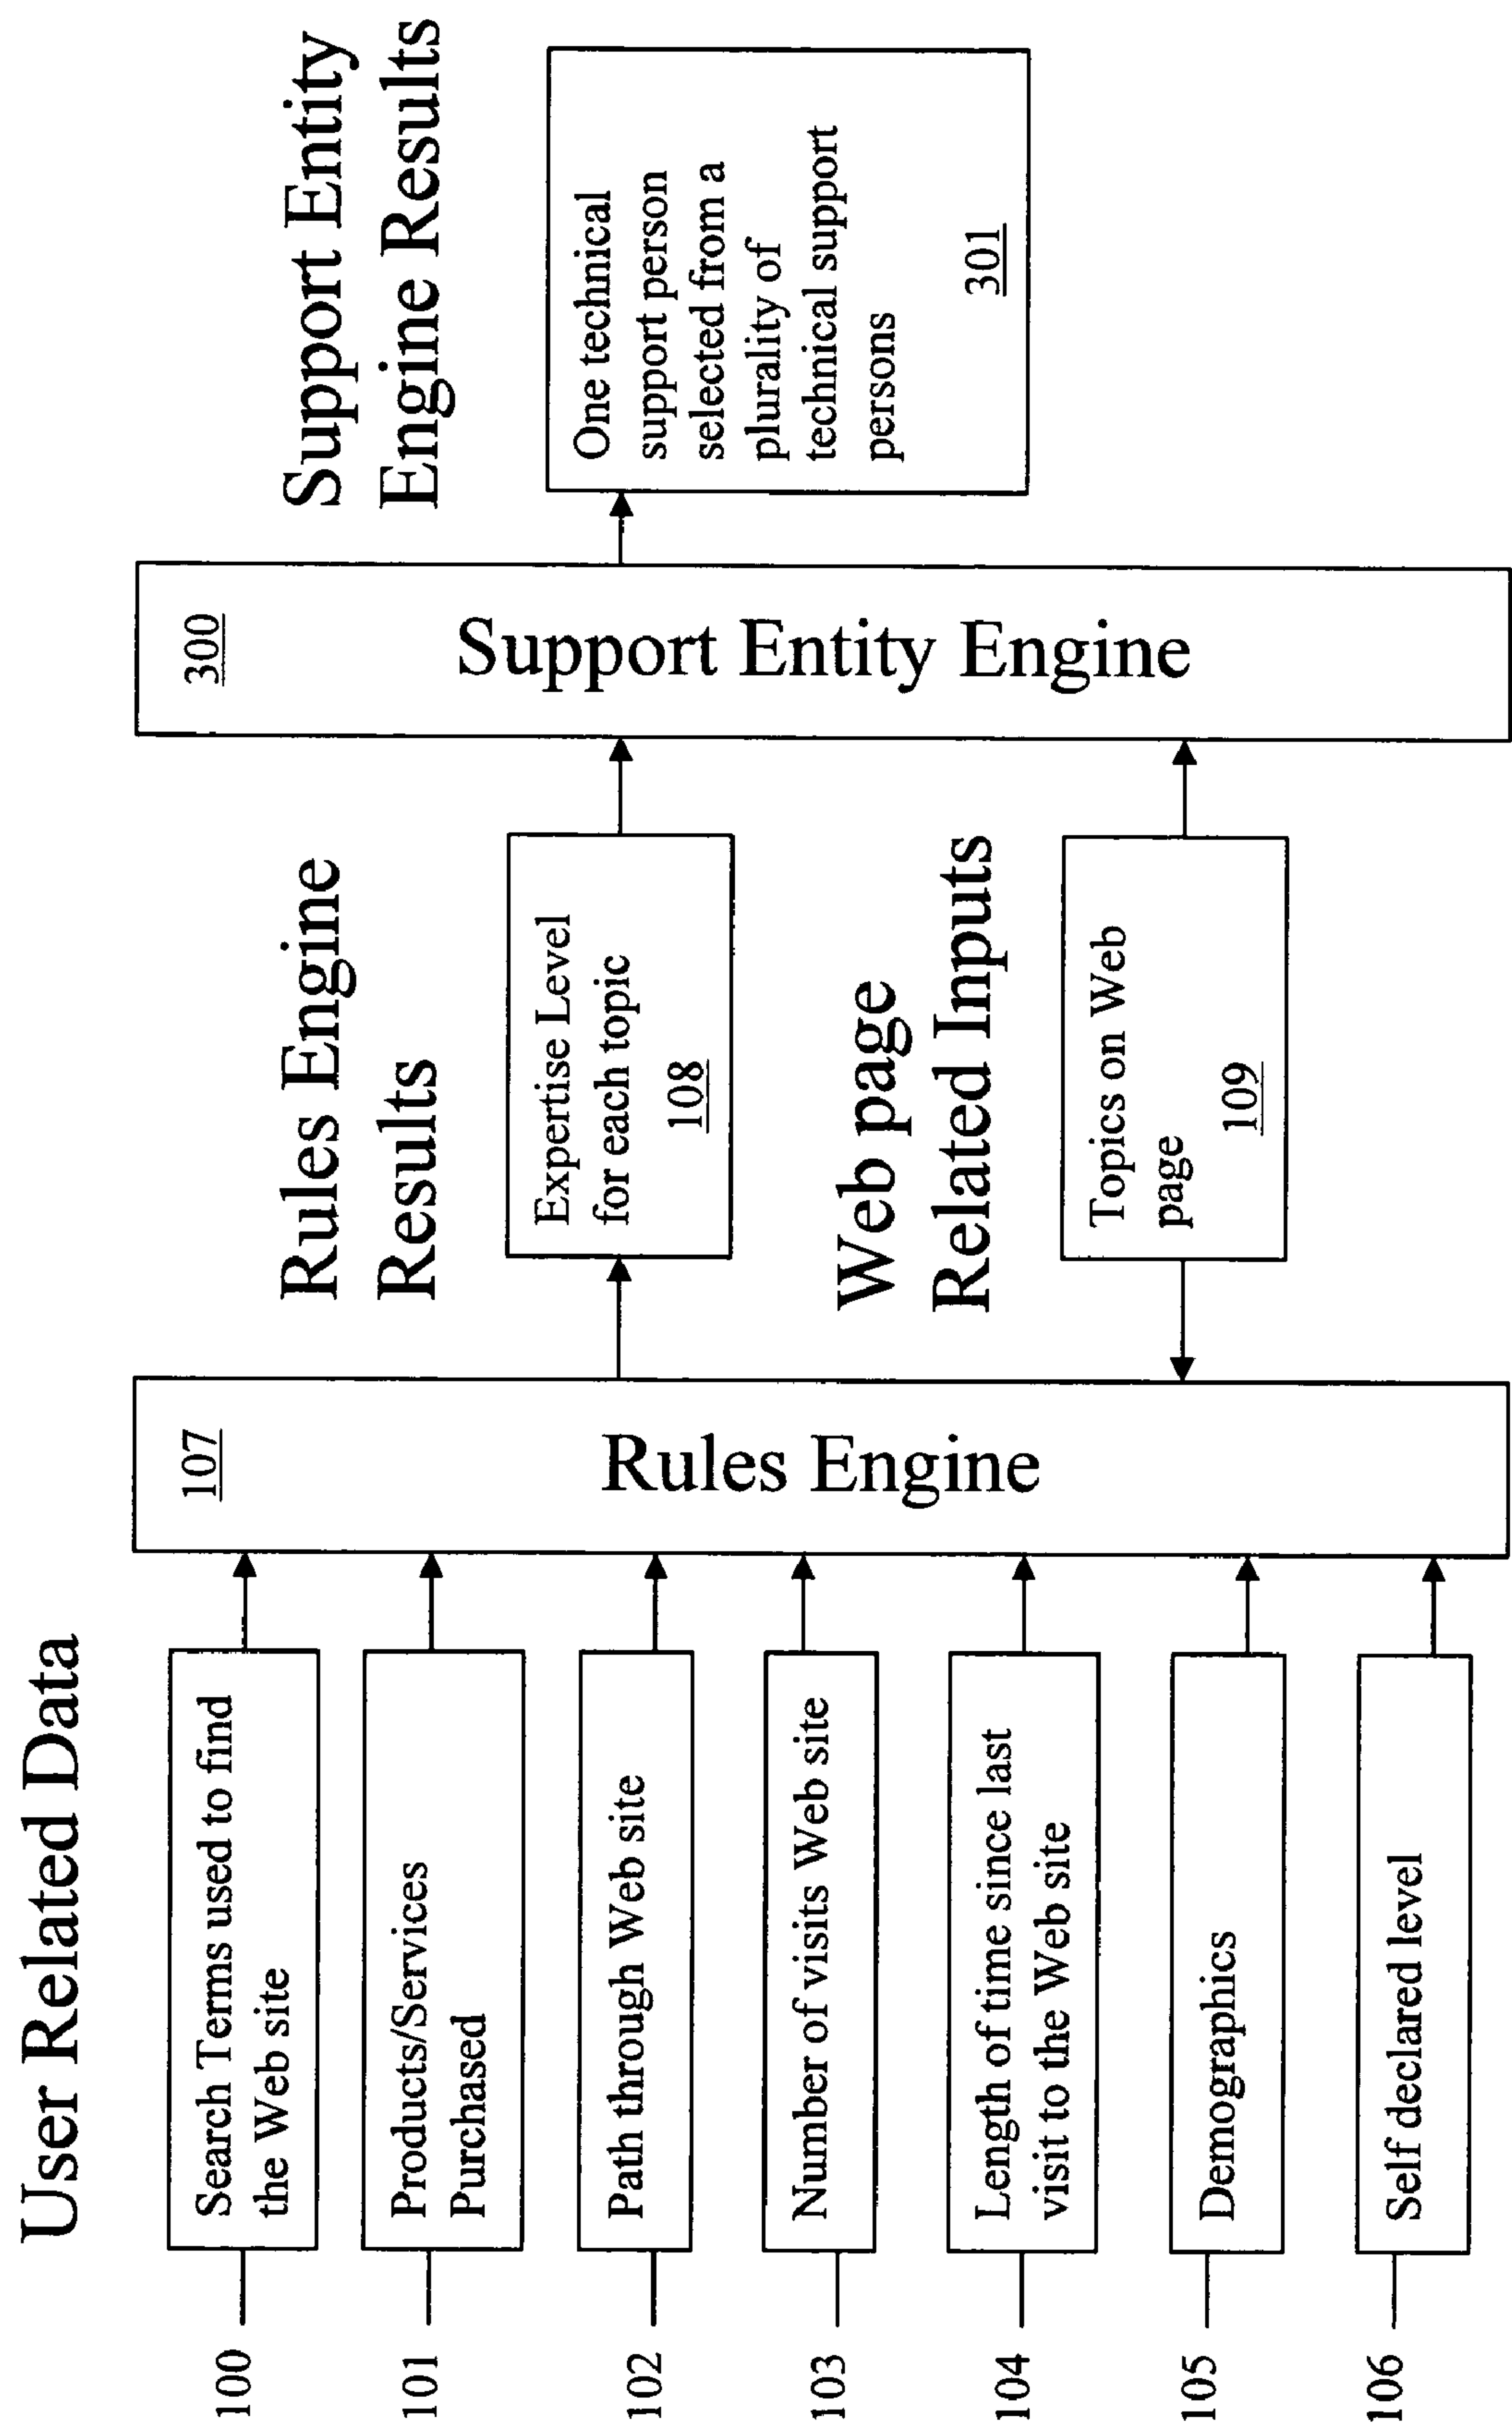 User Related Data
100
Search Terms used to find
the Web site
101
Products/Services
Purchased
102
Path through Web site
103
Number of visits Web site
104
Length of time since last
visit to the Web site
105
Demographics
106
Self declared level
107
Rules Engine
Rules Engine
Results
Expertise Level
for each topic
108
Web page
Related Inputs
Topics on Web
page
109
300
Support Entity Engine
Support Entity
Engine Results
One technical
support person
selected from a
plurality of
technical support
persons
301